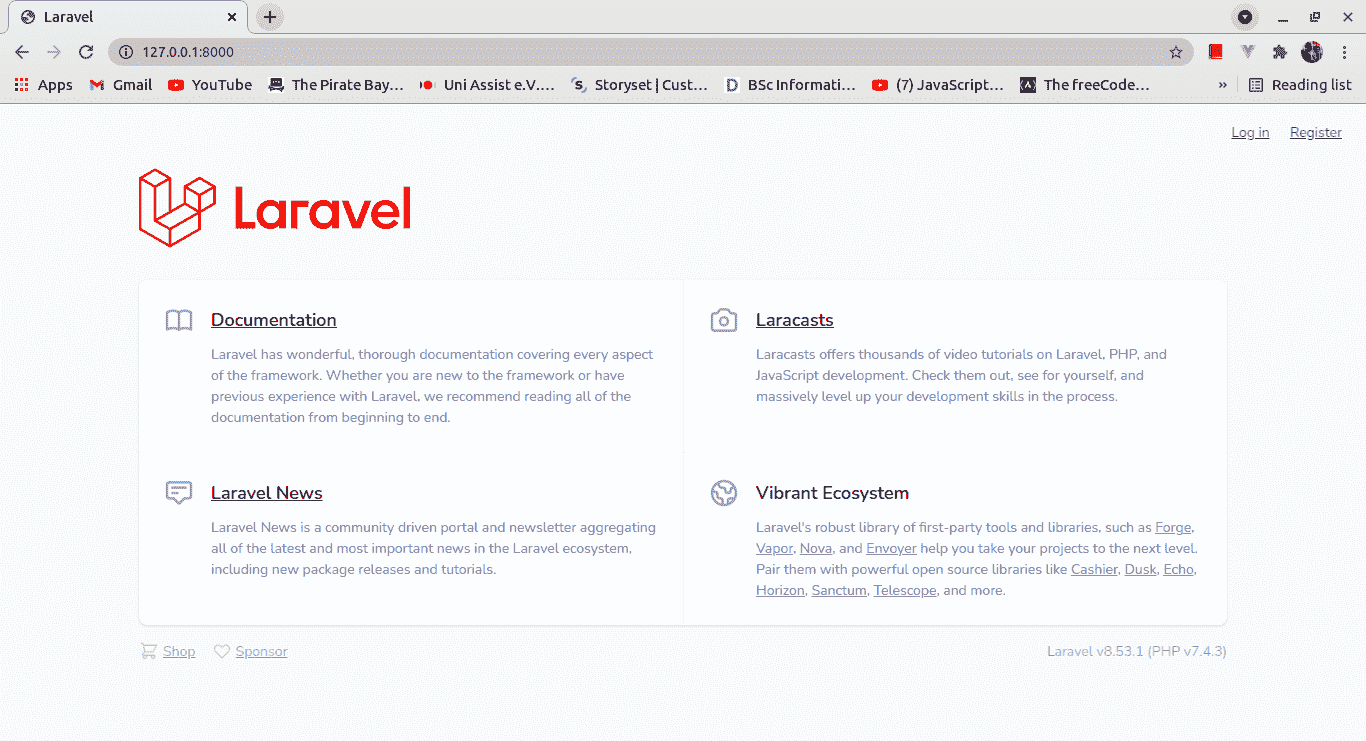 Laravel
127.0.0.1:8000
Apps Gmail YouTube The Pirate Bay... Uni Assist e.V.... Storyset | Cust... BSc Informati... (7) JavaScript... The freeCode... » Reading list
Log in Register
Laravel
Documentation
Laravel has wonderful, thorough documentation covering every aspect
of the framework. Whether you are new to the framework or have
previous experience with Laravel, we recommend reading all of the
documentation from beginning to end.
Laracasts
Laracasts offers thousands of video tutorials on Laravel, PHP, and
JavaScript development. Check them out, see for yourself, and
massively level up your development skills in the process.
Laravel News
Laravel News is a community driven portal and newsletter aggregating
all of the latest and most important news in the Laravel ecosystem,
including new package releases and tutorials.
Vibrant Ecosystem
Laravel's robust library of first-party tools and libraries, such as Forge,
Vapor, Nova, and Envoyer help you take your projects to the next level.
Pair them with powerful open source libraries like Cashier, Dusk, Echo,
Horizon, Sanctum, Telescope, and more.
Shop Sponsor
Laravel v8.53.1 (PHP v7.4.3)